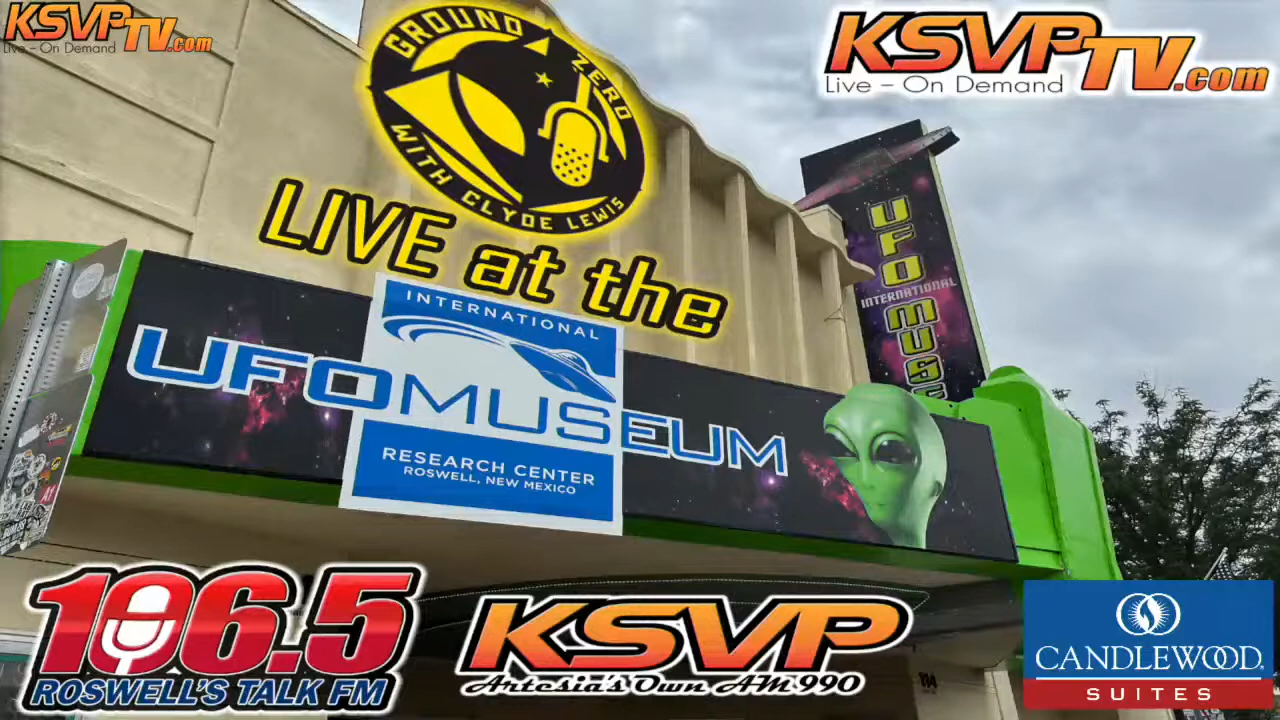 KSVPTV.com
Live – On Demand
KSVPTV.com
Live – On Demand
GROUND ZERO
WITH CLYDE LEWIS
LIVE at the
UFO
INTERNATIONAL
MUSE
INTERNATIONAL
UFOMUSEUM
RESEARCH CENTER
ROSWELL, NEW MEXICO
106.5
ROSWELL'S TALK FM
KSVP
Artesia's Own AM 990
114
CANDLEWOOD
SUITES